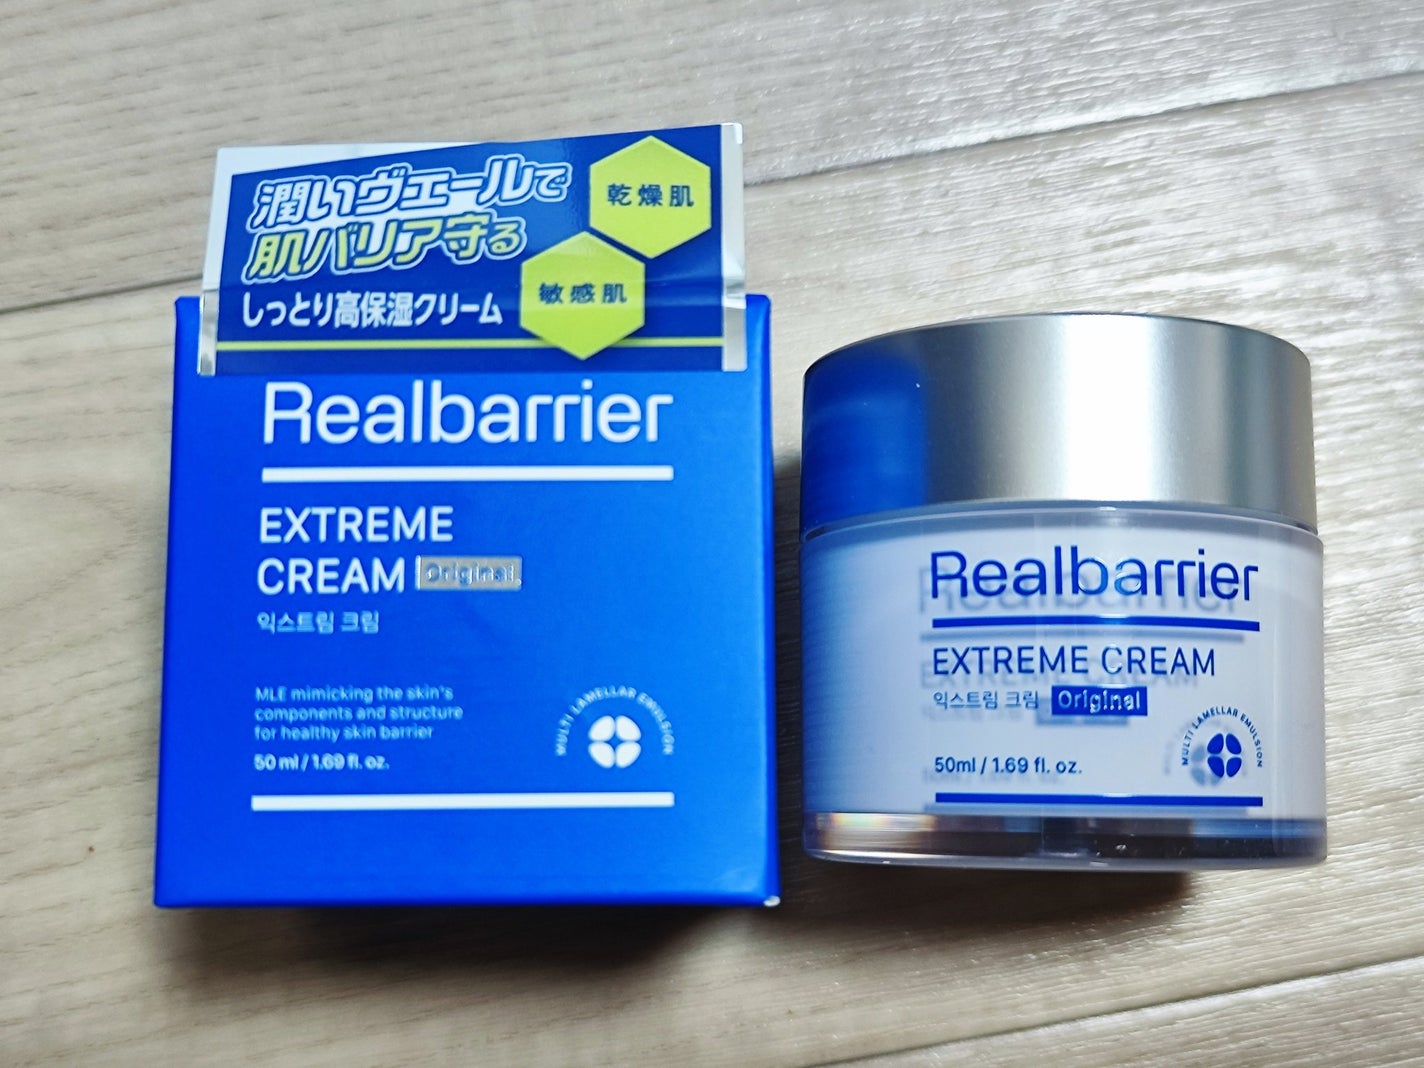 潤いヴェールで
肌バリア守る
しっとり高保湿クリーム
乾燥肌
敏感肌
Realbarrier
EXTREME
CREAM Original
익스트림 크림
MLE mimicking the skin's
components and structure
for healthy skin barrier
50 ml / 1.69 fl. oz.
MULTI LAMELLAR EMULSION
Realbarrier
EXTREME CREAM
익스트림 크림 Original
50ml / 1.69 fl. oz.
MULTI LAMELLAR EMULSION